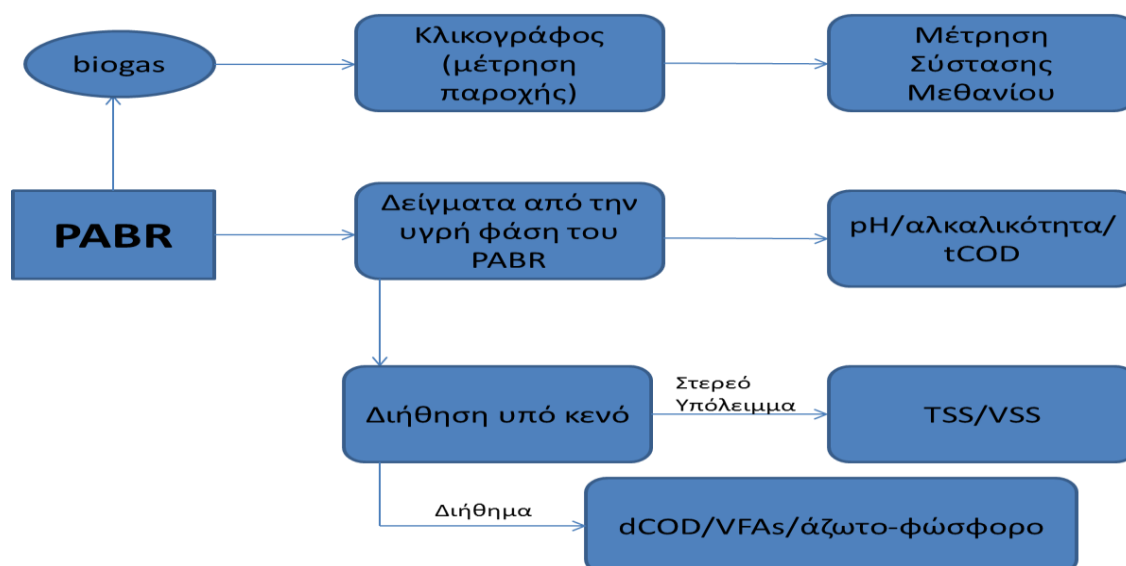 biogas
Κλικογράφος
(μέτρηση
παροχής)
Μέτρηση
Σύστασης
Μεθανίου
PABR
Δείγματα από την
υγρή φάση του
PABR
pH/αλκαλικότητα/
tCOD
Διήθηση υπό κενό
Στερεό
Υπόλειμμα
TSS/VSS
Διήθημα
dCOD/VFAs/άζωτο-φώσφορο